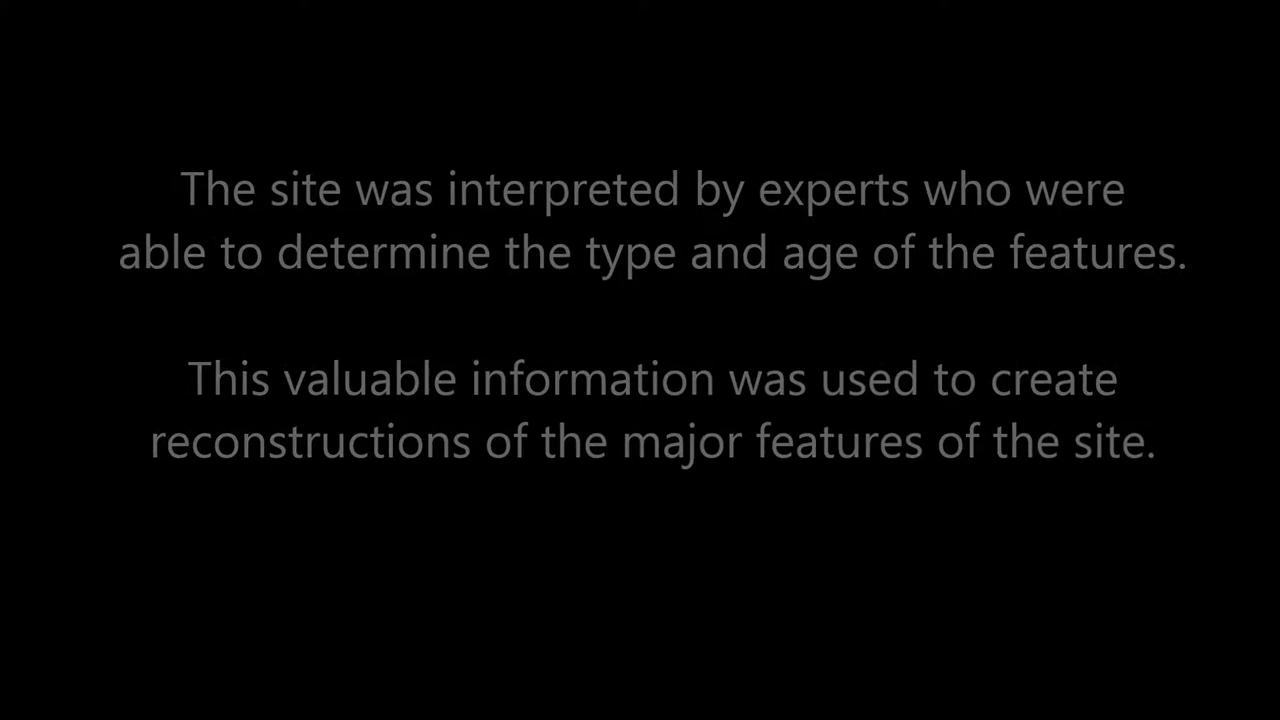 The site was interpreted by experts who were
able to determine the type and age of the features.
This valuable information was used to create
reconstructions of the major features of the site.